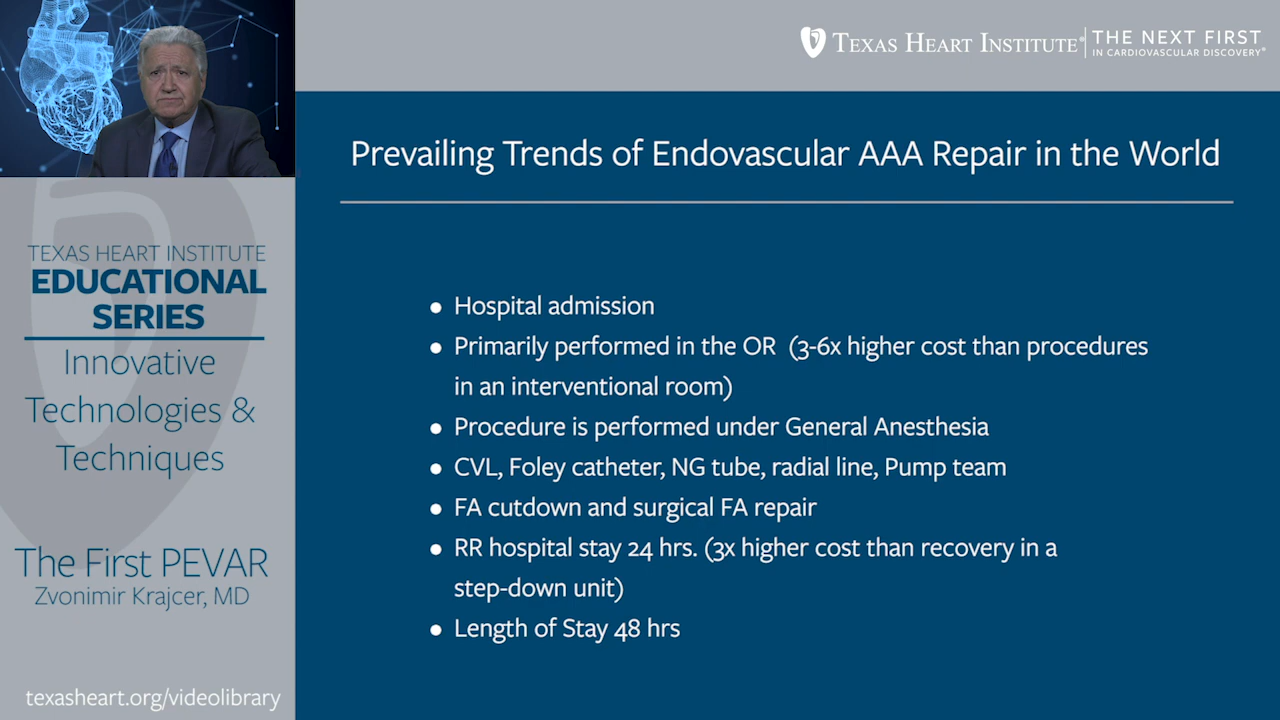 TEXAS HEART INSTITUTE® THE NEXT FIRST
IN CARDIOVASCULAR DISCOVERY®
Prevailing Trends of Endovascular AAA Repair in the World
TEXAS HEART INSTITUTE
EDUCATIONAL
SERIES
Innovative
Technologies &
Techniques
The First PEVAR
Zvonimir Krajcer, MD
texasheart.org/videolibrary
● Hospital admission
● Primarily performed in the OR (3-6x higher cost than procedures
in an interventional room)
● Procedure is performed under General Anesthesia
● CVL, Foley catheter, NG tube, radial line, Pump team
● FA cutdown and surgical FA repair
● RR hospital stay 24 hrs. (3x higher cost than recovery in a
step-down unit)
● Length of Stay 48 hrs